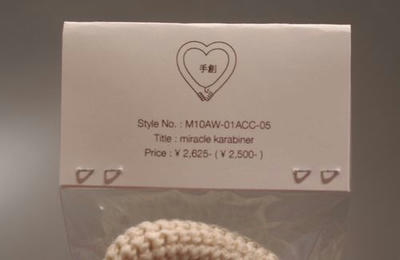 手創
Style No. : M10AW-01ACC-05
Title : miracle karabiner
Price : ¥ 2,625- ( ¥ 2,500- )